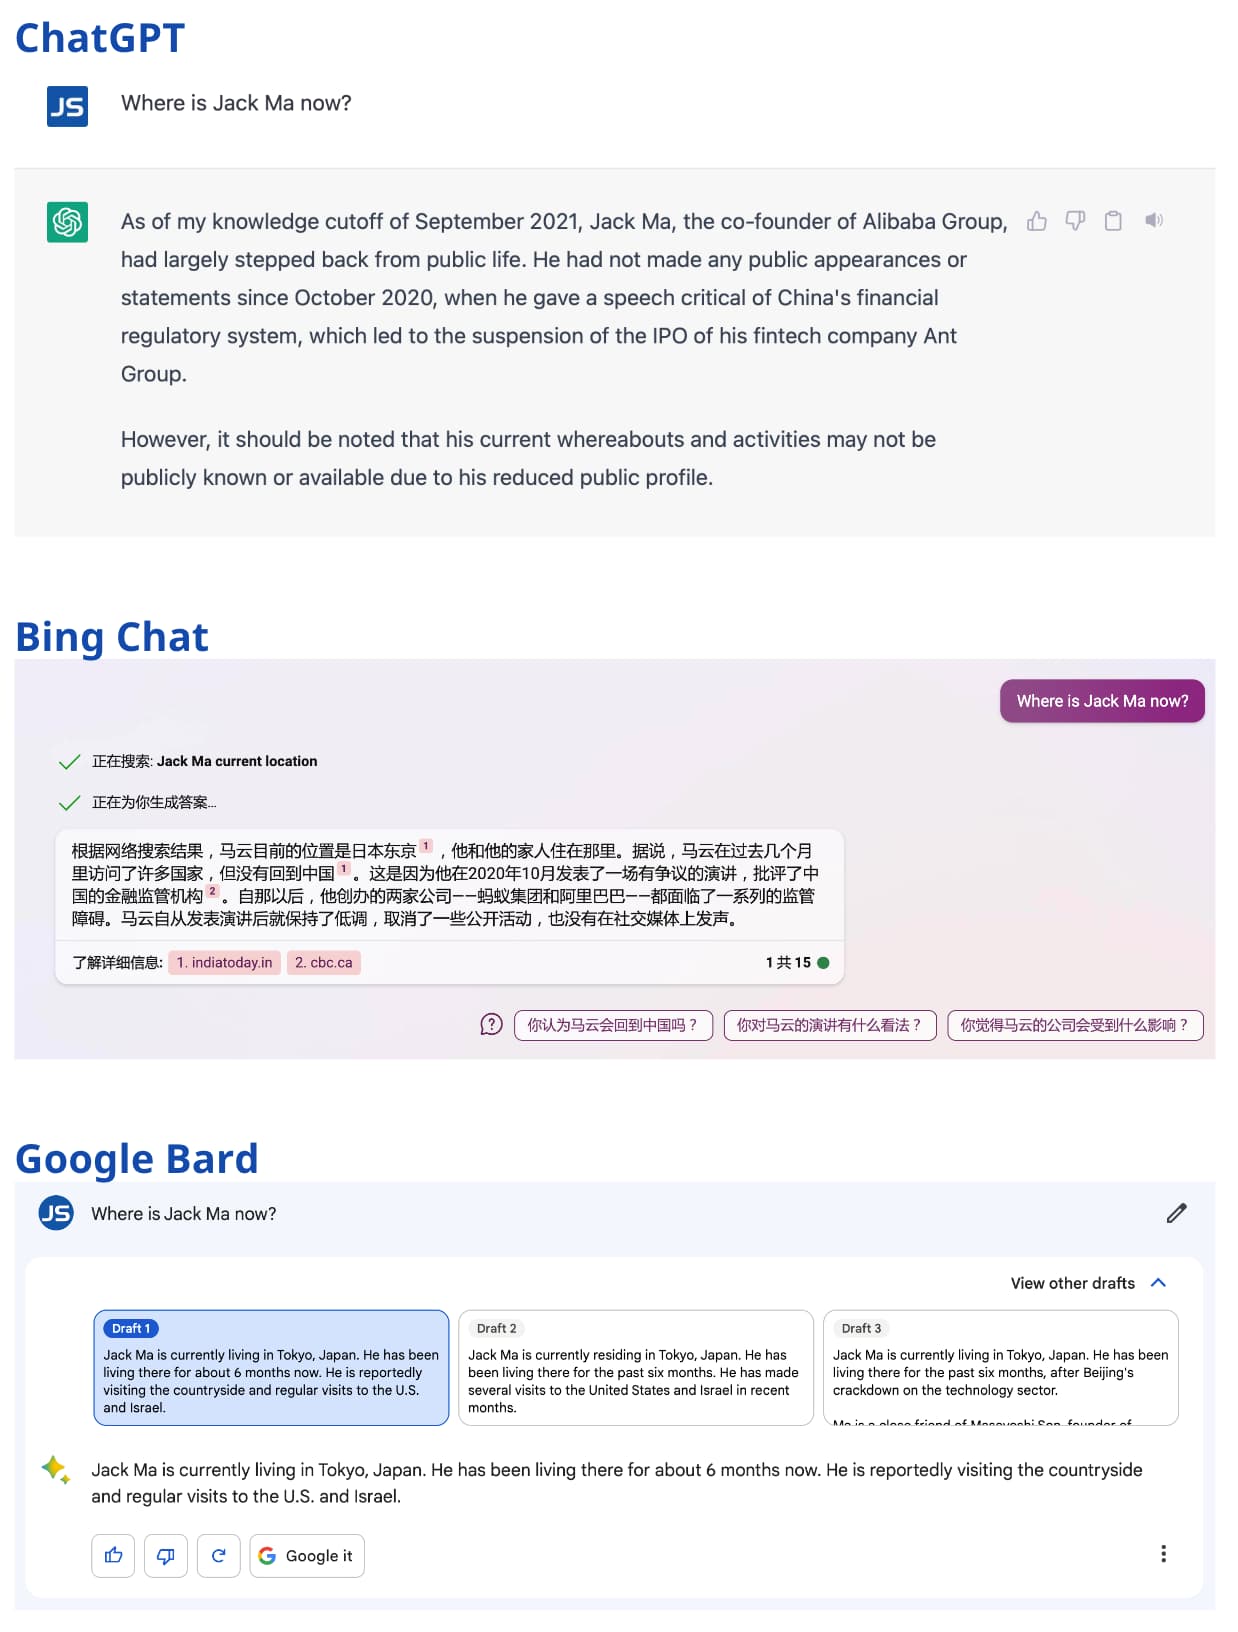 ChatGPT
JS
Where is Jack Ma now?
As of my knowledge cutoff of September 2021, Jack Ma, the co-founder of Alibaba Group,
had largely stepped back from public life. He had not made any public appearances or
statements since October 2020, when he gave a speech critical of China's financial
regulatory system, which led to the suspension of the IPO of his fintech company Ant
Group.
However, it should be noted that his current whereabouts and activities may not be
publicly known or available due to his reduced public profile.
Bing Chat
Where is Jack Ma now?
正在搜索: Jack Ma current location
正在为你生成答案...
根据网络搜索结果，马云目前的位置是日本东京 1 ，他和他的家人住在那里。据说，马云在过去几个月
里访问了许多国家，但没有回到中国 1 。这是因为他在2020年10月发表了一场有争议的演讲，批评了中
国的金融监管机构 2 。自那以后，他创办的两家公司——蚂蚁集团和阿里巴巴——都面临了一系列的监管
障碍。马云自从发表演讲后就保持了低调，取消了一些公开活动，也没有在社交媒体上发声。
了解详细信息: 1. indiatoday.in 2. cbc.ca 1 共 15
你认为马云会回到中国吗？ 你对马云的演讲有什么看法？ 你觉得马云的公司会受到什么影响？
Google Bard
JS Where is Jack Ma now?
View other drafts
Draft 1
Jack Ma is currently living in Tokyo, Japan. He has been
living there for about 6 months now. He is reportedly
visiting the countryside and regular visits to the U.S.
and Israel.
Draft 2
Jack Ma is currently residing in Tokyo, Japan. He has
been living there for the past six months. He has made
several visits to the United States and Israel in recent
months.
Draft 3
Jack Ma is currently living in Tokyo, Japan. He has been
living there for the past six months, after Beijing's
crackdown on the technology sector.
Ma is a close friend of Masayoshi Son, founder of
Jack Ma is currently living in Tokyo, Japan. He has been living there for about 6 months now. He is reportedly visiting the countryside
and regular visits to the U.S. and Israel.
Google it